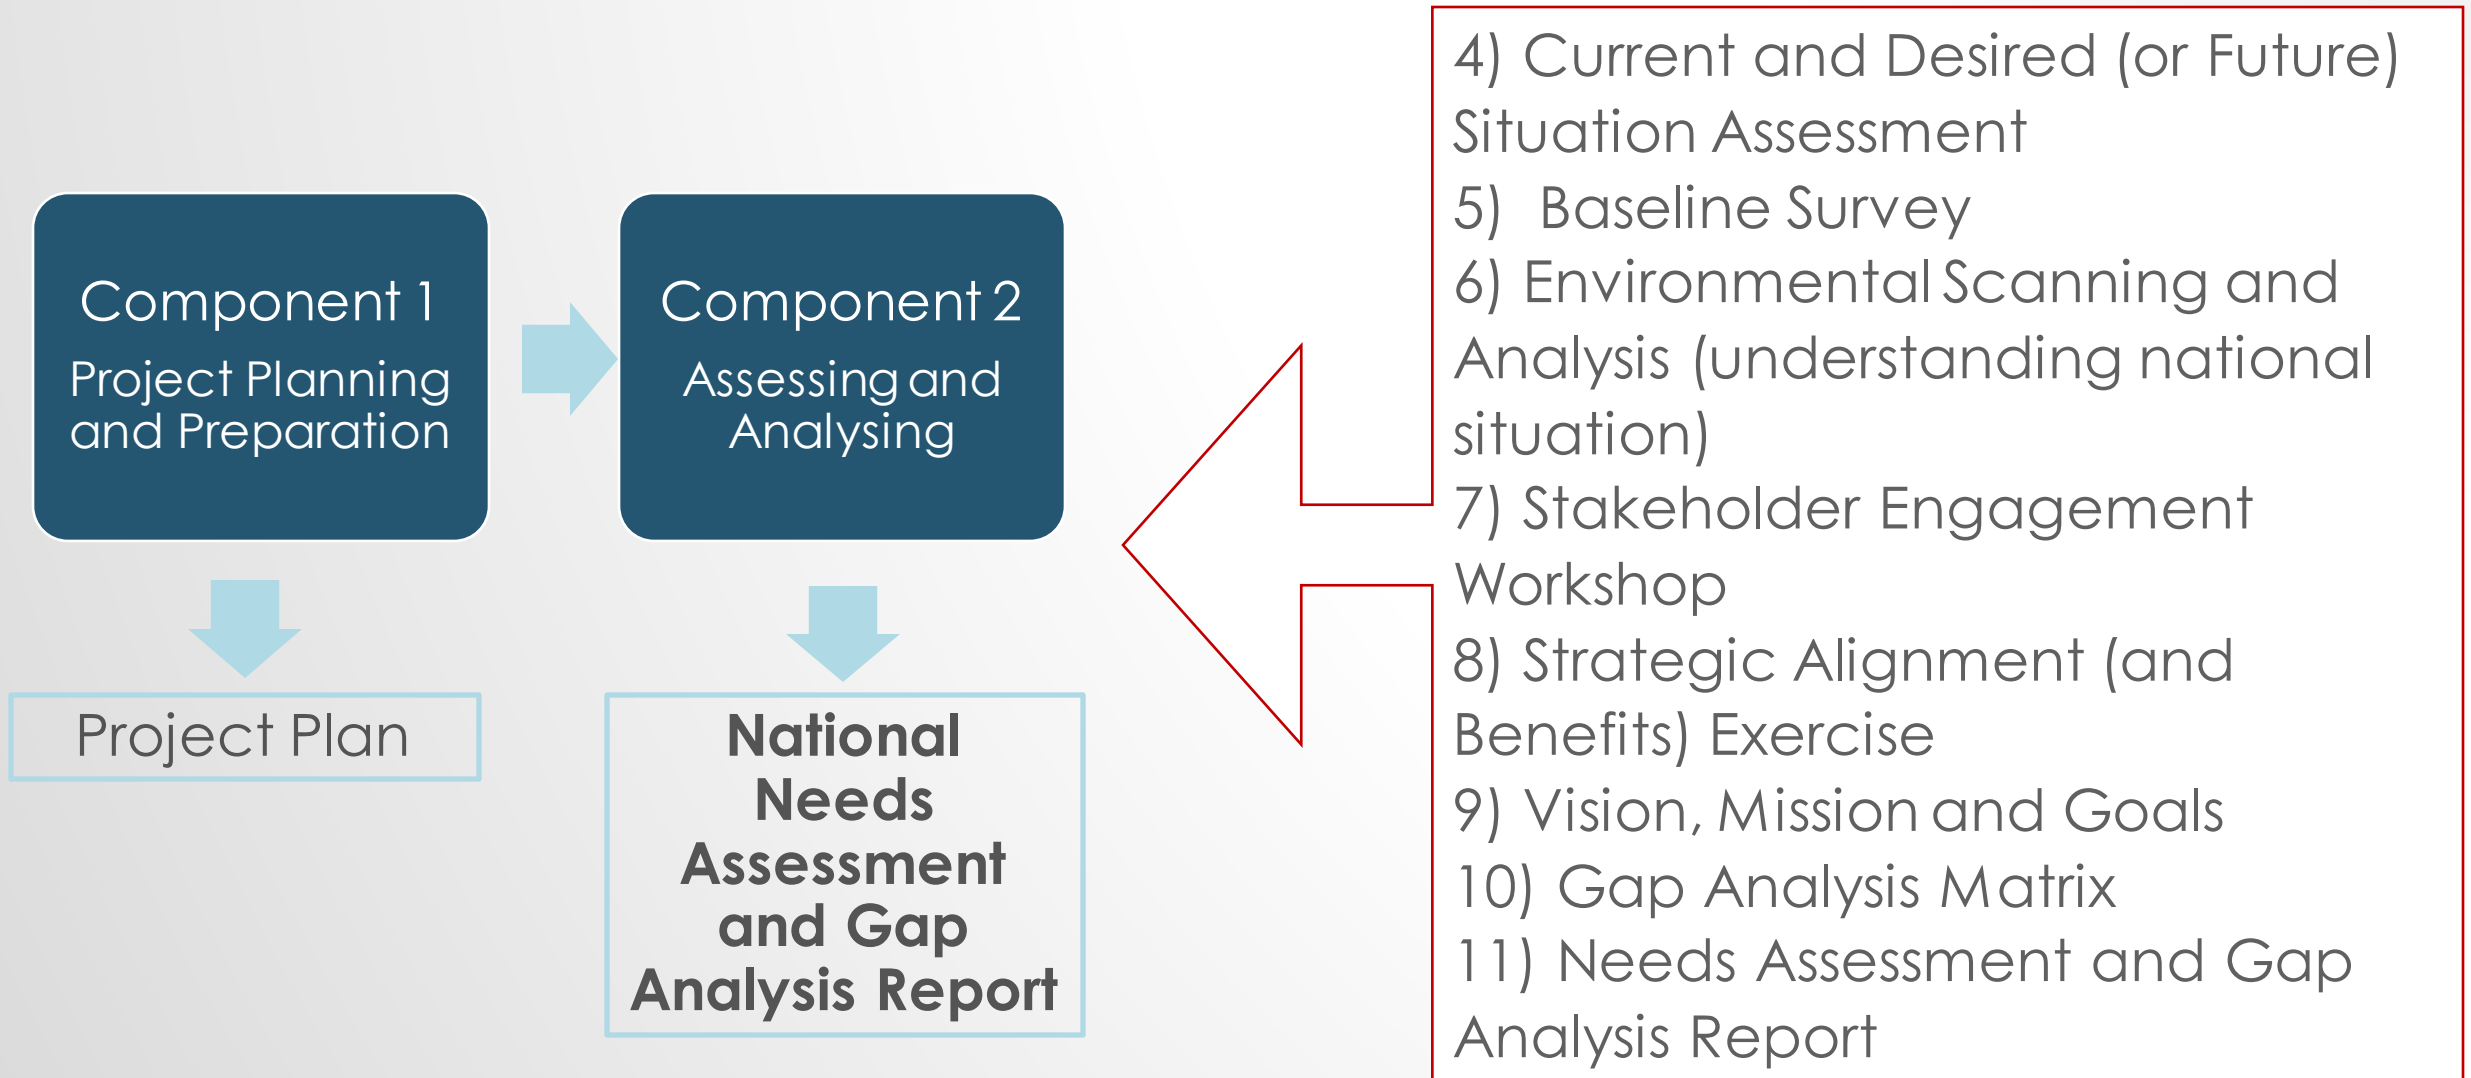 Component 1
Project Planning
and Preparation
Project Plan
Component 2
Assessing and
Analysing
National
Needs
Assessment
and Gap
Analysis Report
4) Current and Desired (or Future)
Situation Assessment
5)  Baseline Survey
6) Environmental Scanning and
Analysis (understanding national
situation)
7) Stakeholder Engagement
Workshop
8) Strategic Alignment (and
Benefits) Exercise
9) Vision, Mission and Goals
10) Gap Analysis Matrix
11) Needs Assessment and Gap
Analysis Report